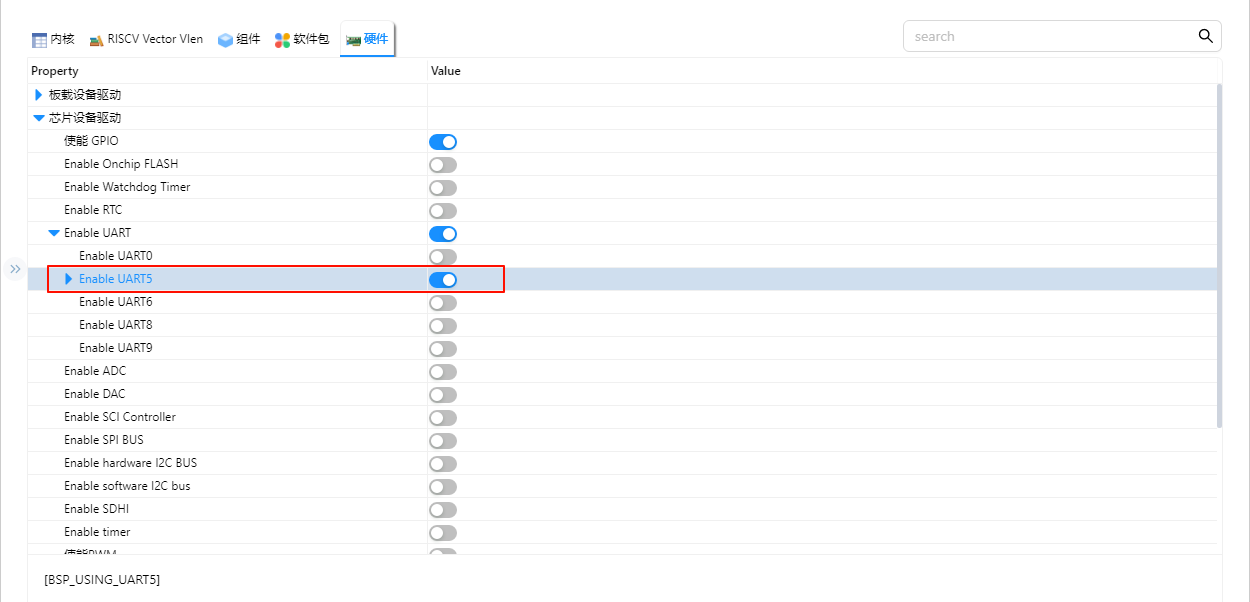 内核 RISCV Vector Vlen 组件 软件包 硬件 search
Property Value
板载设备驱动
芯片设备驱动
使能 GPIO
Enable Onchip FLASH
Enable Watchdog Timer
Enable RTC
Enable UART
Enable UART0
Enable UART5
Enable UART6
Enable UART8
Enable UART9
Enable ADC
Enable DAC
Enable SCI Controller
Enable SPI BUS
Enable hardware I2C BUS
Enable software I2C bus
Enable SDHI
Enable timer
使能PWM
[BSP_USING_UART5]